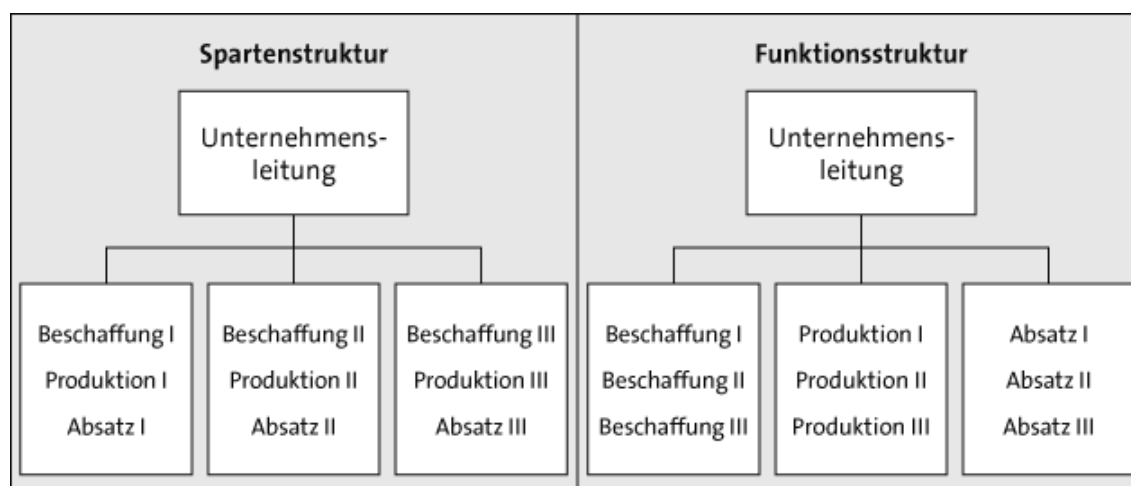 Spartenstruktur
Unternehmens-
leitung
Beschaffung I
Produktion I
Absatz I
Beschaffung II
Produktion II
Absatz II
Beschaffung III
Produktion III
Absatz III
Funktionsstruktur
Unternehmens-
leitung
Beschaffung I
Beschaffung II
Beschaffung III
Produktion I
Produktion II
Produktion III
Absatz I
Absatz II
Absatz III